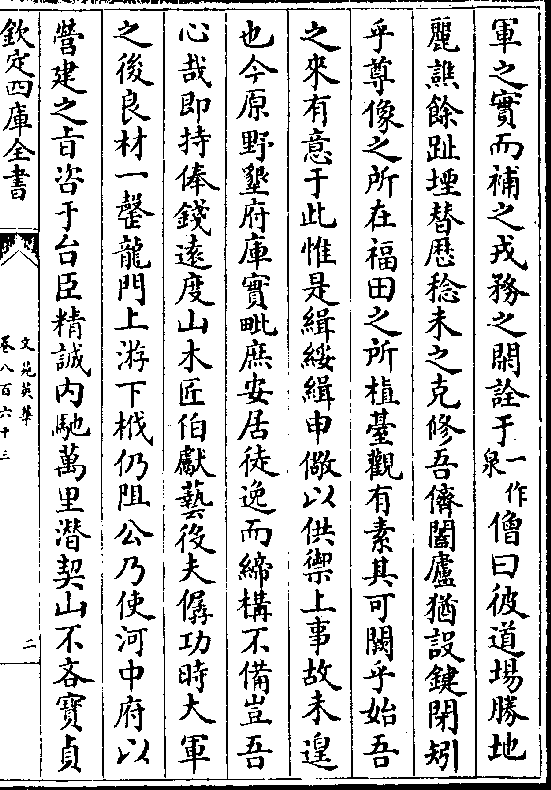 軍之實而補之戎務之閑詮于一作泉僧曰彼道場勝地
麗譙餘趾堙替歴稔未之克修吾儕闔廬猶設鍵閉矧
乎尊像之所在福田之所植臺觀有素其可闕乎始吾
之來有意于此惟是緝綏緝申儆以供禦上事故未遑
也今原野墾府庫實毗庶安居徒逸而締構不備豈吾
心哉即持俸錢遠度山木匠伯獻藝役夫僝功時大軍
之後良材一罄龍門上游下栰仍阻公乃使河中府以
營建之㫖咨于台臣精誠内馳萬里潛契山不吝寶貞
欽定四庫全書
文苑英華
卷八百六十三
二